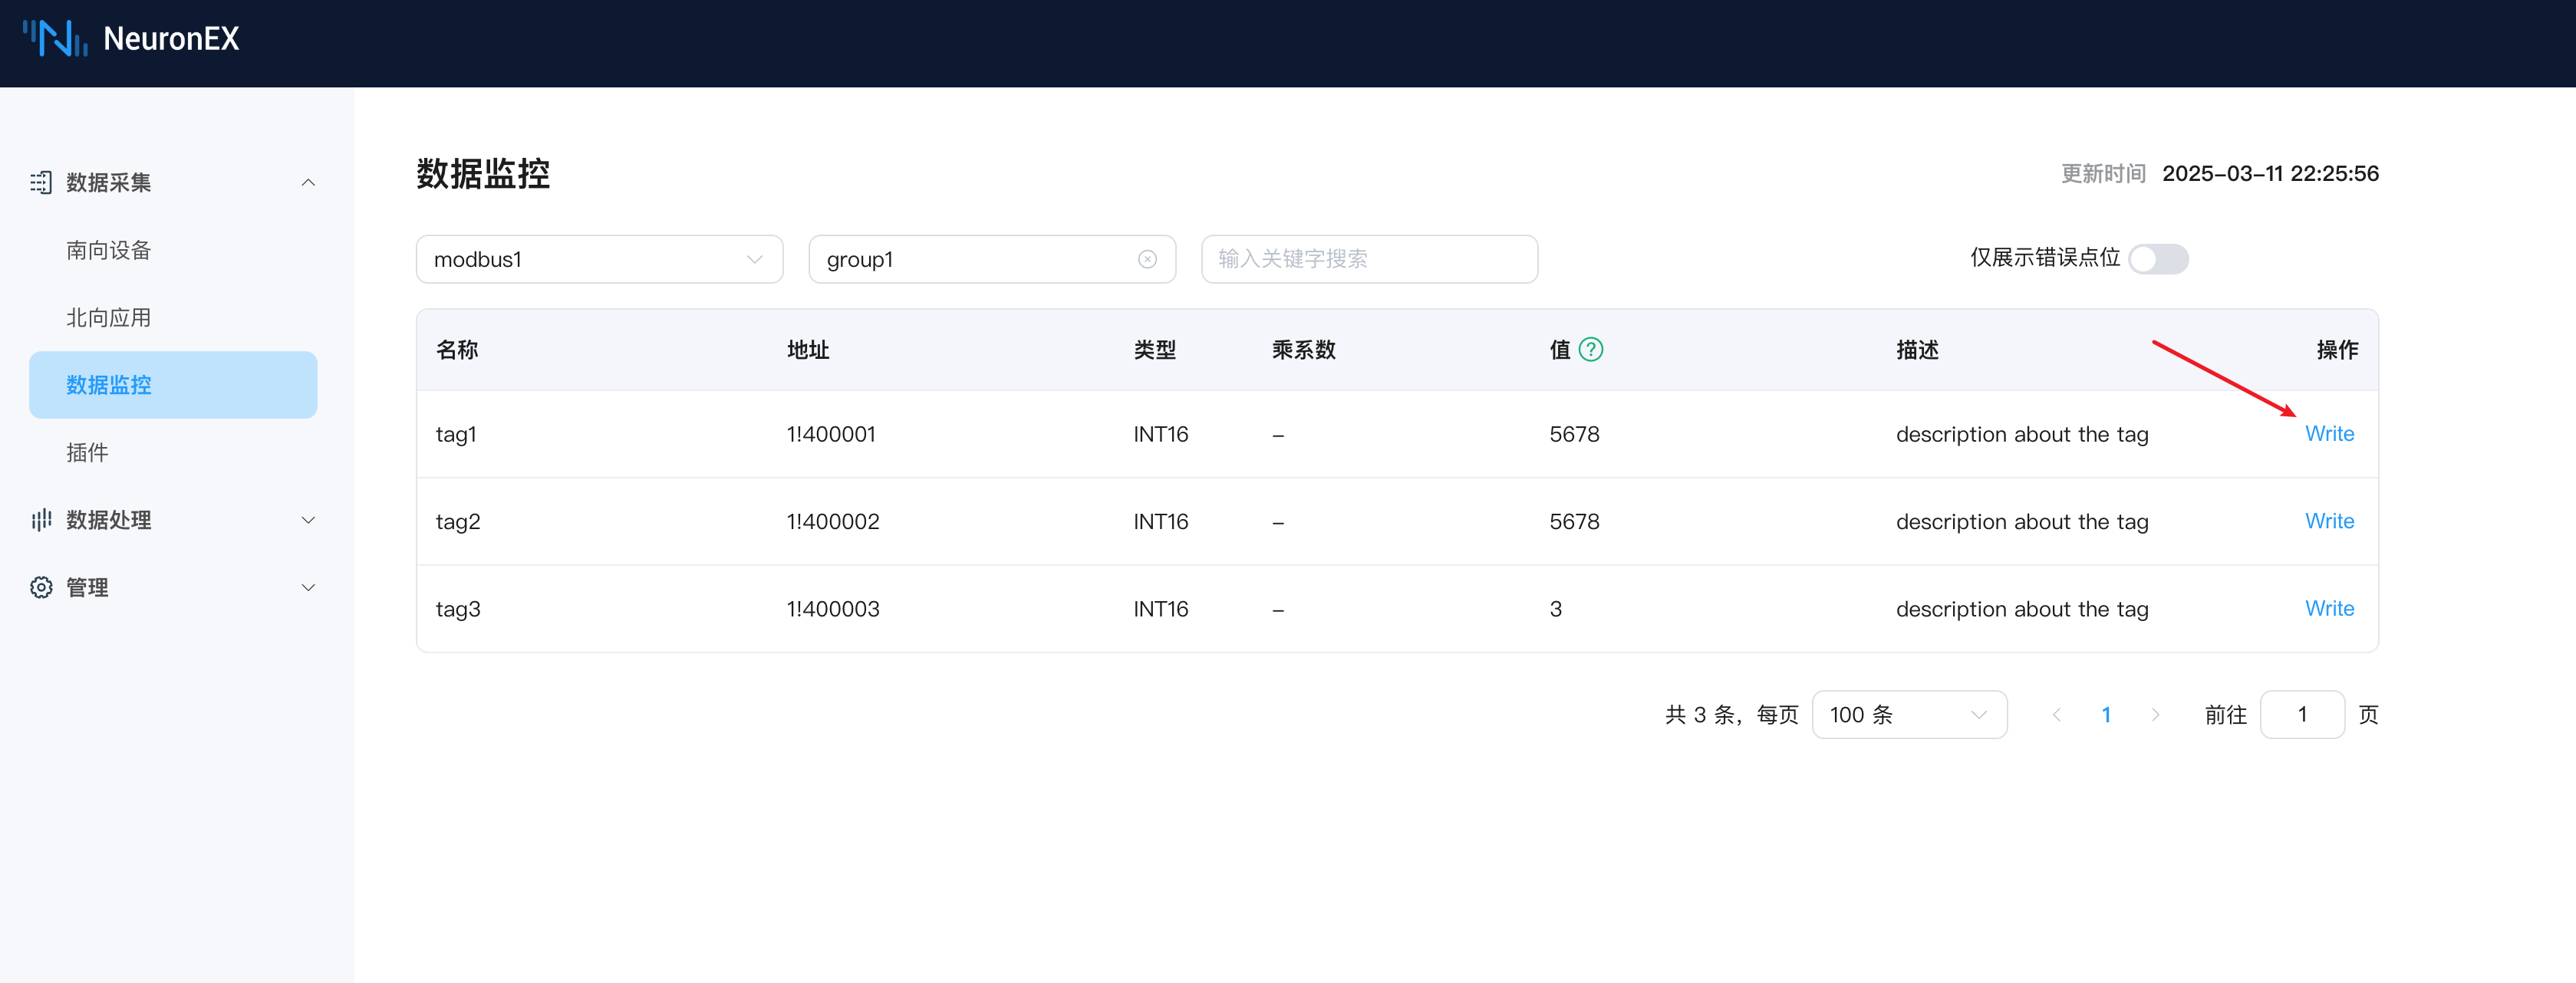 NeuronEX
数据采集
南向设备
北向应用
数据监控
插件
数据处理
管理
数据监控
更新时间 2025-03-11 22:25:56
modbus1 group1 输入关键字搜索 仅展示错误点位
名称 地址 类型 乘系数 值 ? 描述 操作
tag1 1!400001 INT16 – 5678 description about the tag Write
tag2 1!400002 INT16 – 5678 description about the tag Write
tag3 1!400003 INT16 – 3 description about the tag Write
共 3 条，每页 100 条 1 前往 1 页